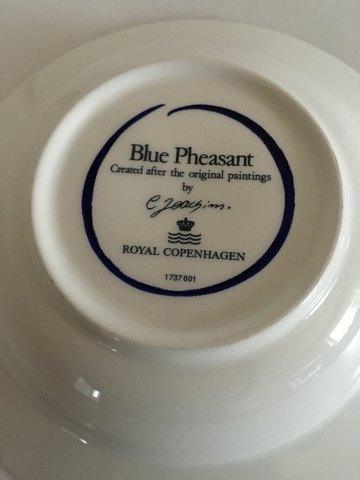 Blue Pheasant
Created after the original paintings
by
C. Joachim.
ROYAL COPENHAGEN
1737601